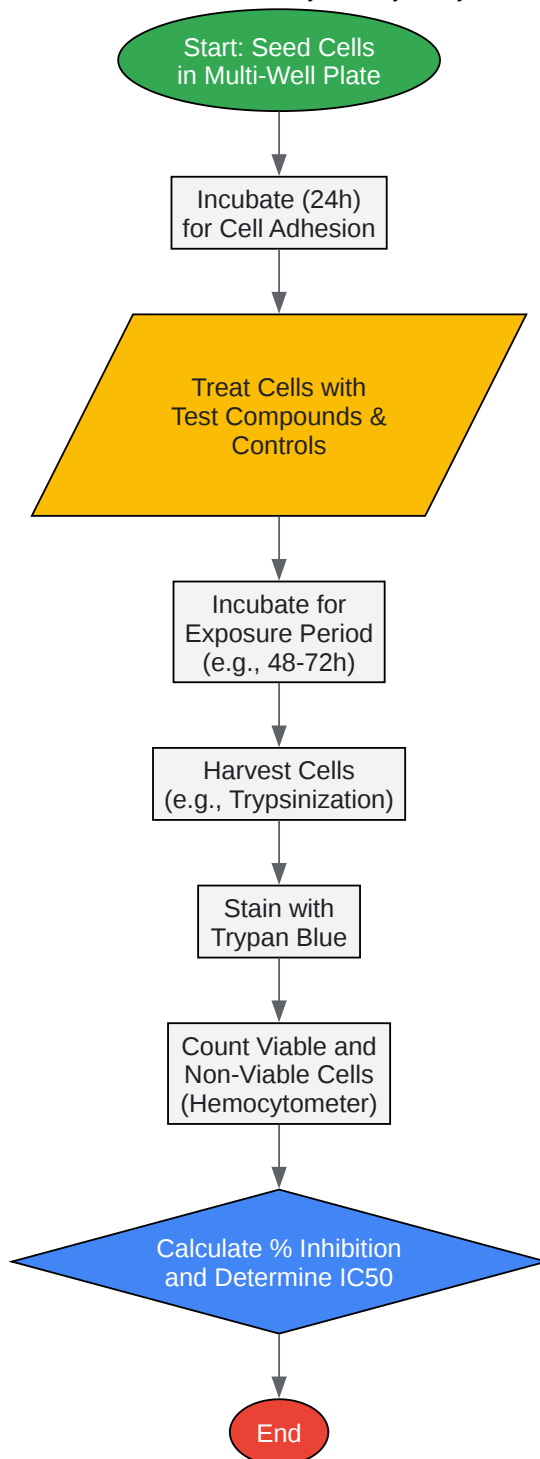 Start: Seed Cells
in Multi-Well Plate
Incubate (24h)
for Cell Adhesion
Treat Cells with
Test Compounds &
Controls
Incubate for
Exposure Period
(e.g., 48-72h)
Harvest Cells
(e.g., Trypsinization)
Stain with
Trypan Blue
Count Viable and
Non-Viable Cells
(Hemocytometer)
Calculate % Inhibition
and Determine IC50
End